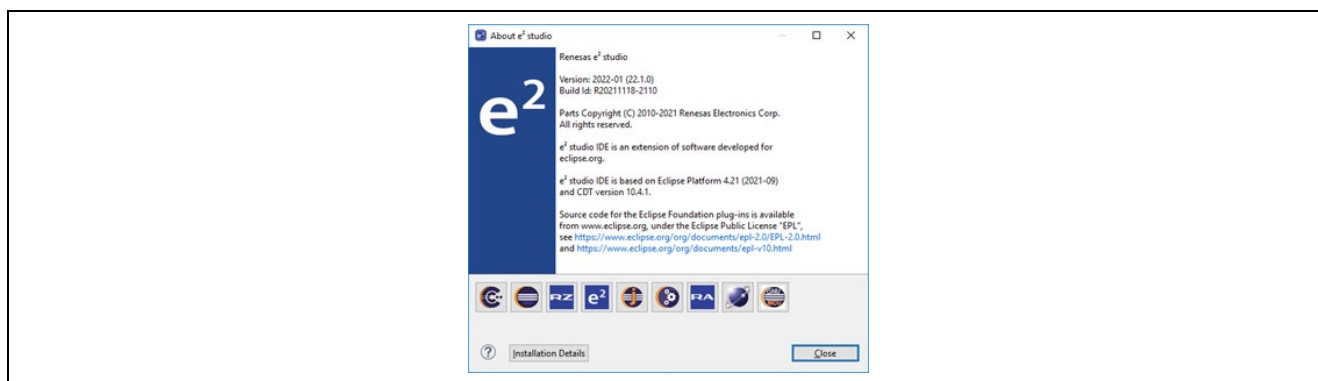 About e² studio
Renesas e² studio
Version: 2022-01 (22.1.0)
Build Id: R20211118-2110
Parts Copyright (C) 2010-2021 Renesas Electronics Corp.
All rights reserved.
e² studio IDE is an extension of software developed for
eclipse.org.
e² studio IDE is based on Eclipse Platform 4.21 (2021-09)
and CDT version 10.4.1.
Source code for the Eclipse Foundation plug-ins is available
from www.eclipse.org, under the Eclipse Public License "EPL",
see https://www.eclipse.org/org/documents/epl-2.0/EPL-2.0.html
and https://www.eclipse.org/org/documents/epl-v10.html
e²
RZ
e²
RA
?
Installation Details
Close